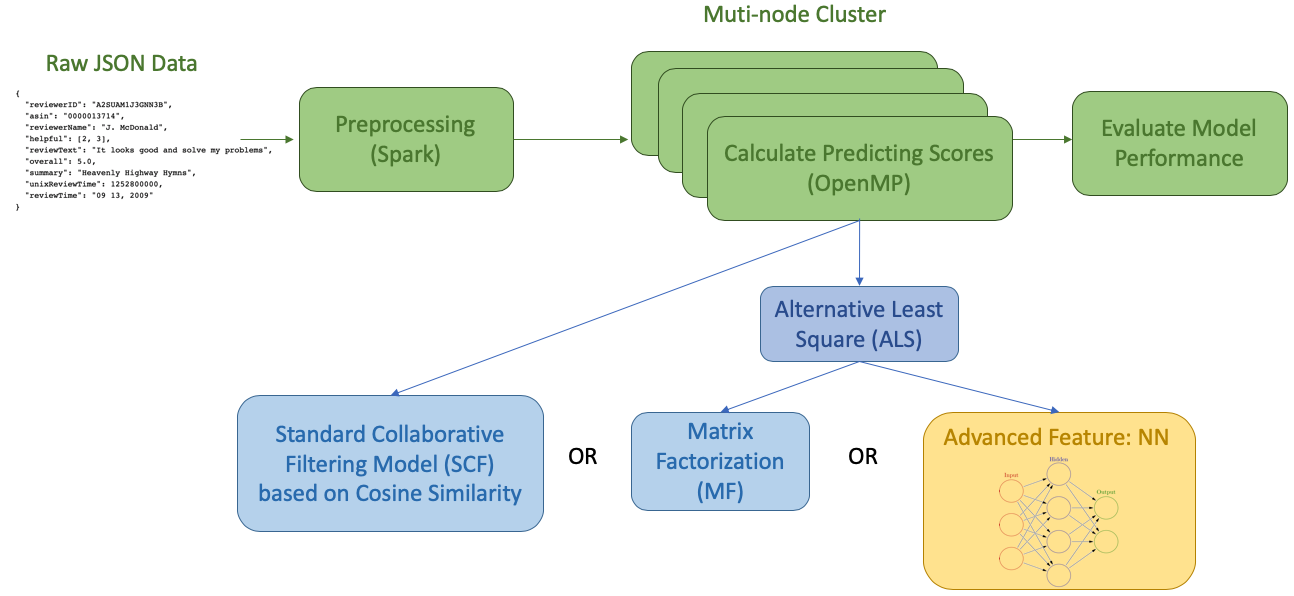 Muti-node Cluster
Raw JSON Data
{
"reviewerID": "A2SUAM1J3GNN3B",
"asin": "0000013714",
"reviewerName": "J. McDonald",
"helpful": [2, 3],
"reviewText": "It looks good and solve my problems",
"overall": 5.0,
"summary": "Heavenly Highway Hymns",
"unixReviewTime": 1252800000,
"reviewTime": "09 13, 2009"
}
Preprocessing
(Spark)
Calculate Predicting Scores
(OpenMP)
Evaluate Model
Performance
Alternative Least
Square (ALS)
Standard Collaborative
Filtering Model (SCF)
based on Cosine Similarity
OR
Matrix
Factorization
(MF)
OR
Advanced Feature: NN
Input
Hidden
Output